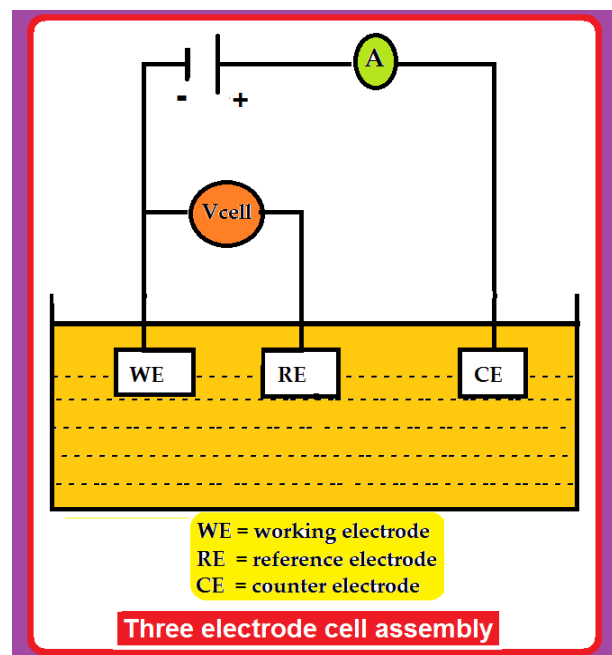 A
- +
Vcell
WE RE CE
WE = working electrode
RE = reference electrode
CE = counter electrode
Three electrode cell assembly